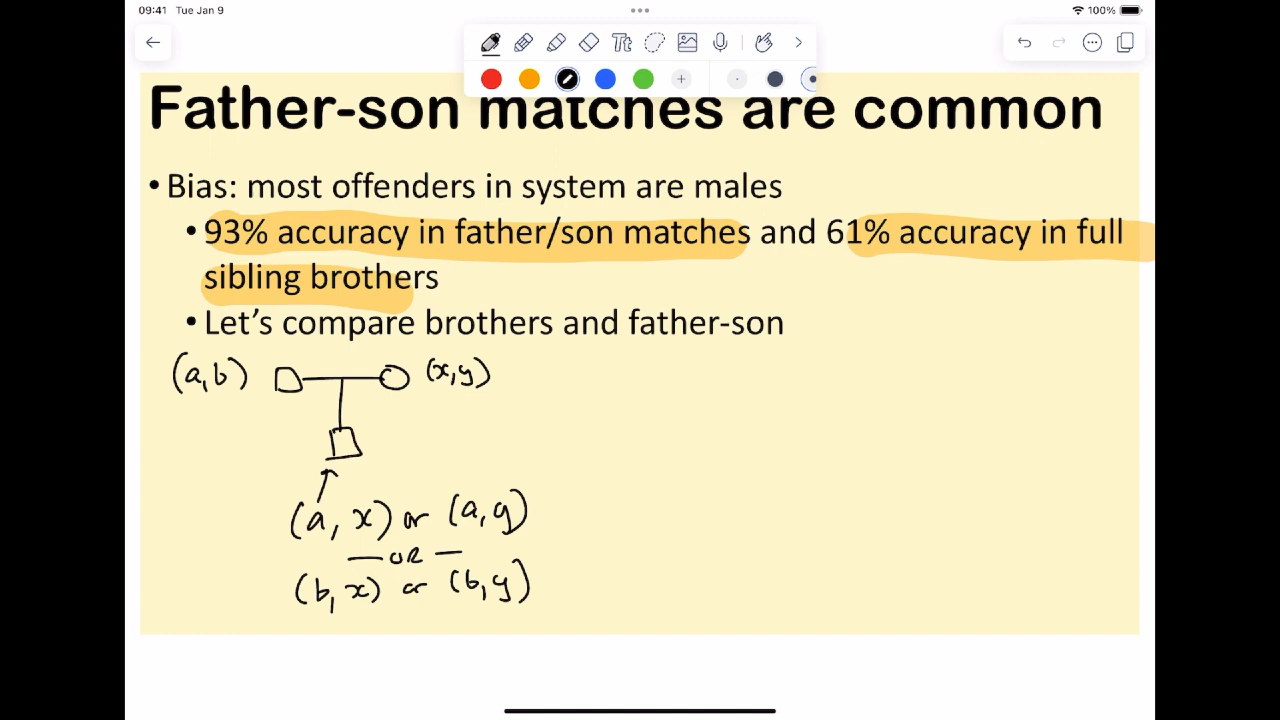 09:41 Tue Jan 9
100%
Tt
Father-son matches are common
• Bias: most offenders in system are males
• 93% accuracy in father/son matches and 61% accuracy in full
sibling brothers
• Let’s compare brothers and father-son
(a,b) (x,y)
(a, x) or (a, y)
— OR —
(b, x) or (b, y)